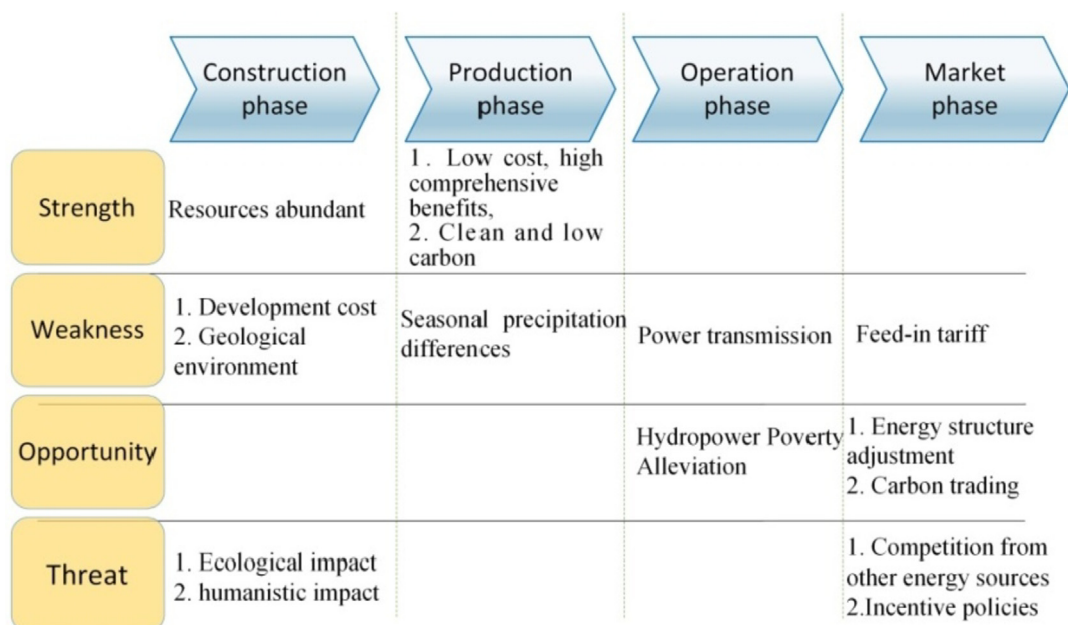 Construction
phase
Production
phase
Operation
phase
Market
phase
Strength
Resources abundant
1. Low cost, high
comprehensive
benefits,
2. Clean and low
carbon
Weakness
1. Development cost
2. Geological
environment
Seasonal precipitation
differences
Power transmission
Feed-in tariff
Opportunity
Hydropower Poverty
Alleviation
1. Energy structure
adjustment
2. Carbon trading
Threat
1. Ecological impact
2. humanistic impact
1. Competition from
other energy sources
2.Incentive policies